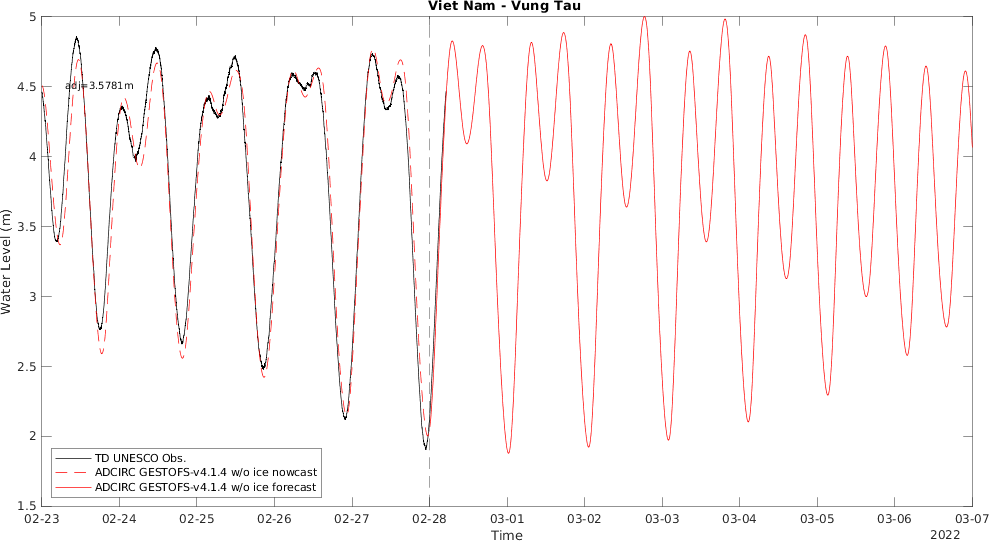 Viet Nam - Vung Tau
5
4.5
4
3.5
3
2.5
2
1.5
Water Level (m)
adj=3.5781m
TD UNESCO Obs.
ADCIRC GESTOFS-v4.1.4 w/o ice nowcast
ADCIRC GESTOFS-v4.1.4 w/o ice forecast
02-23 02-24 02-25 02-26 02-27 02-28 03-01 03-02 03-03 03-04 03-05 03-06 03-07
Time
2022